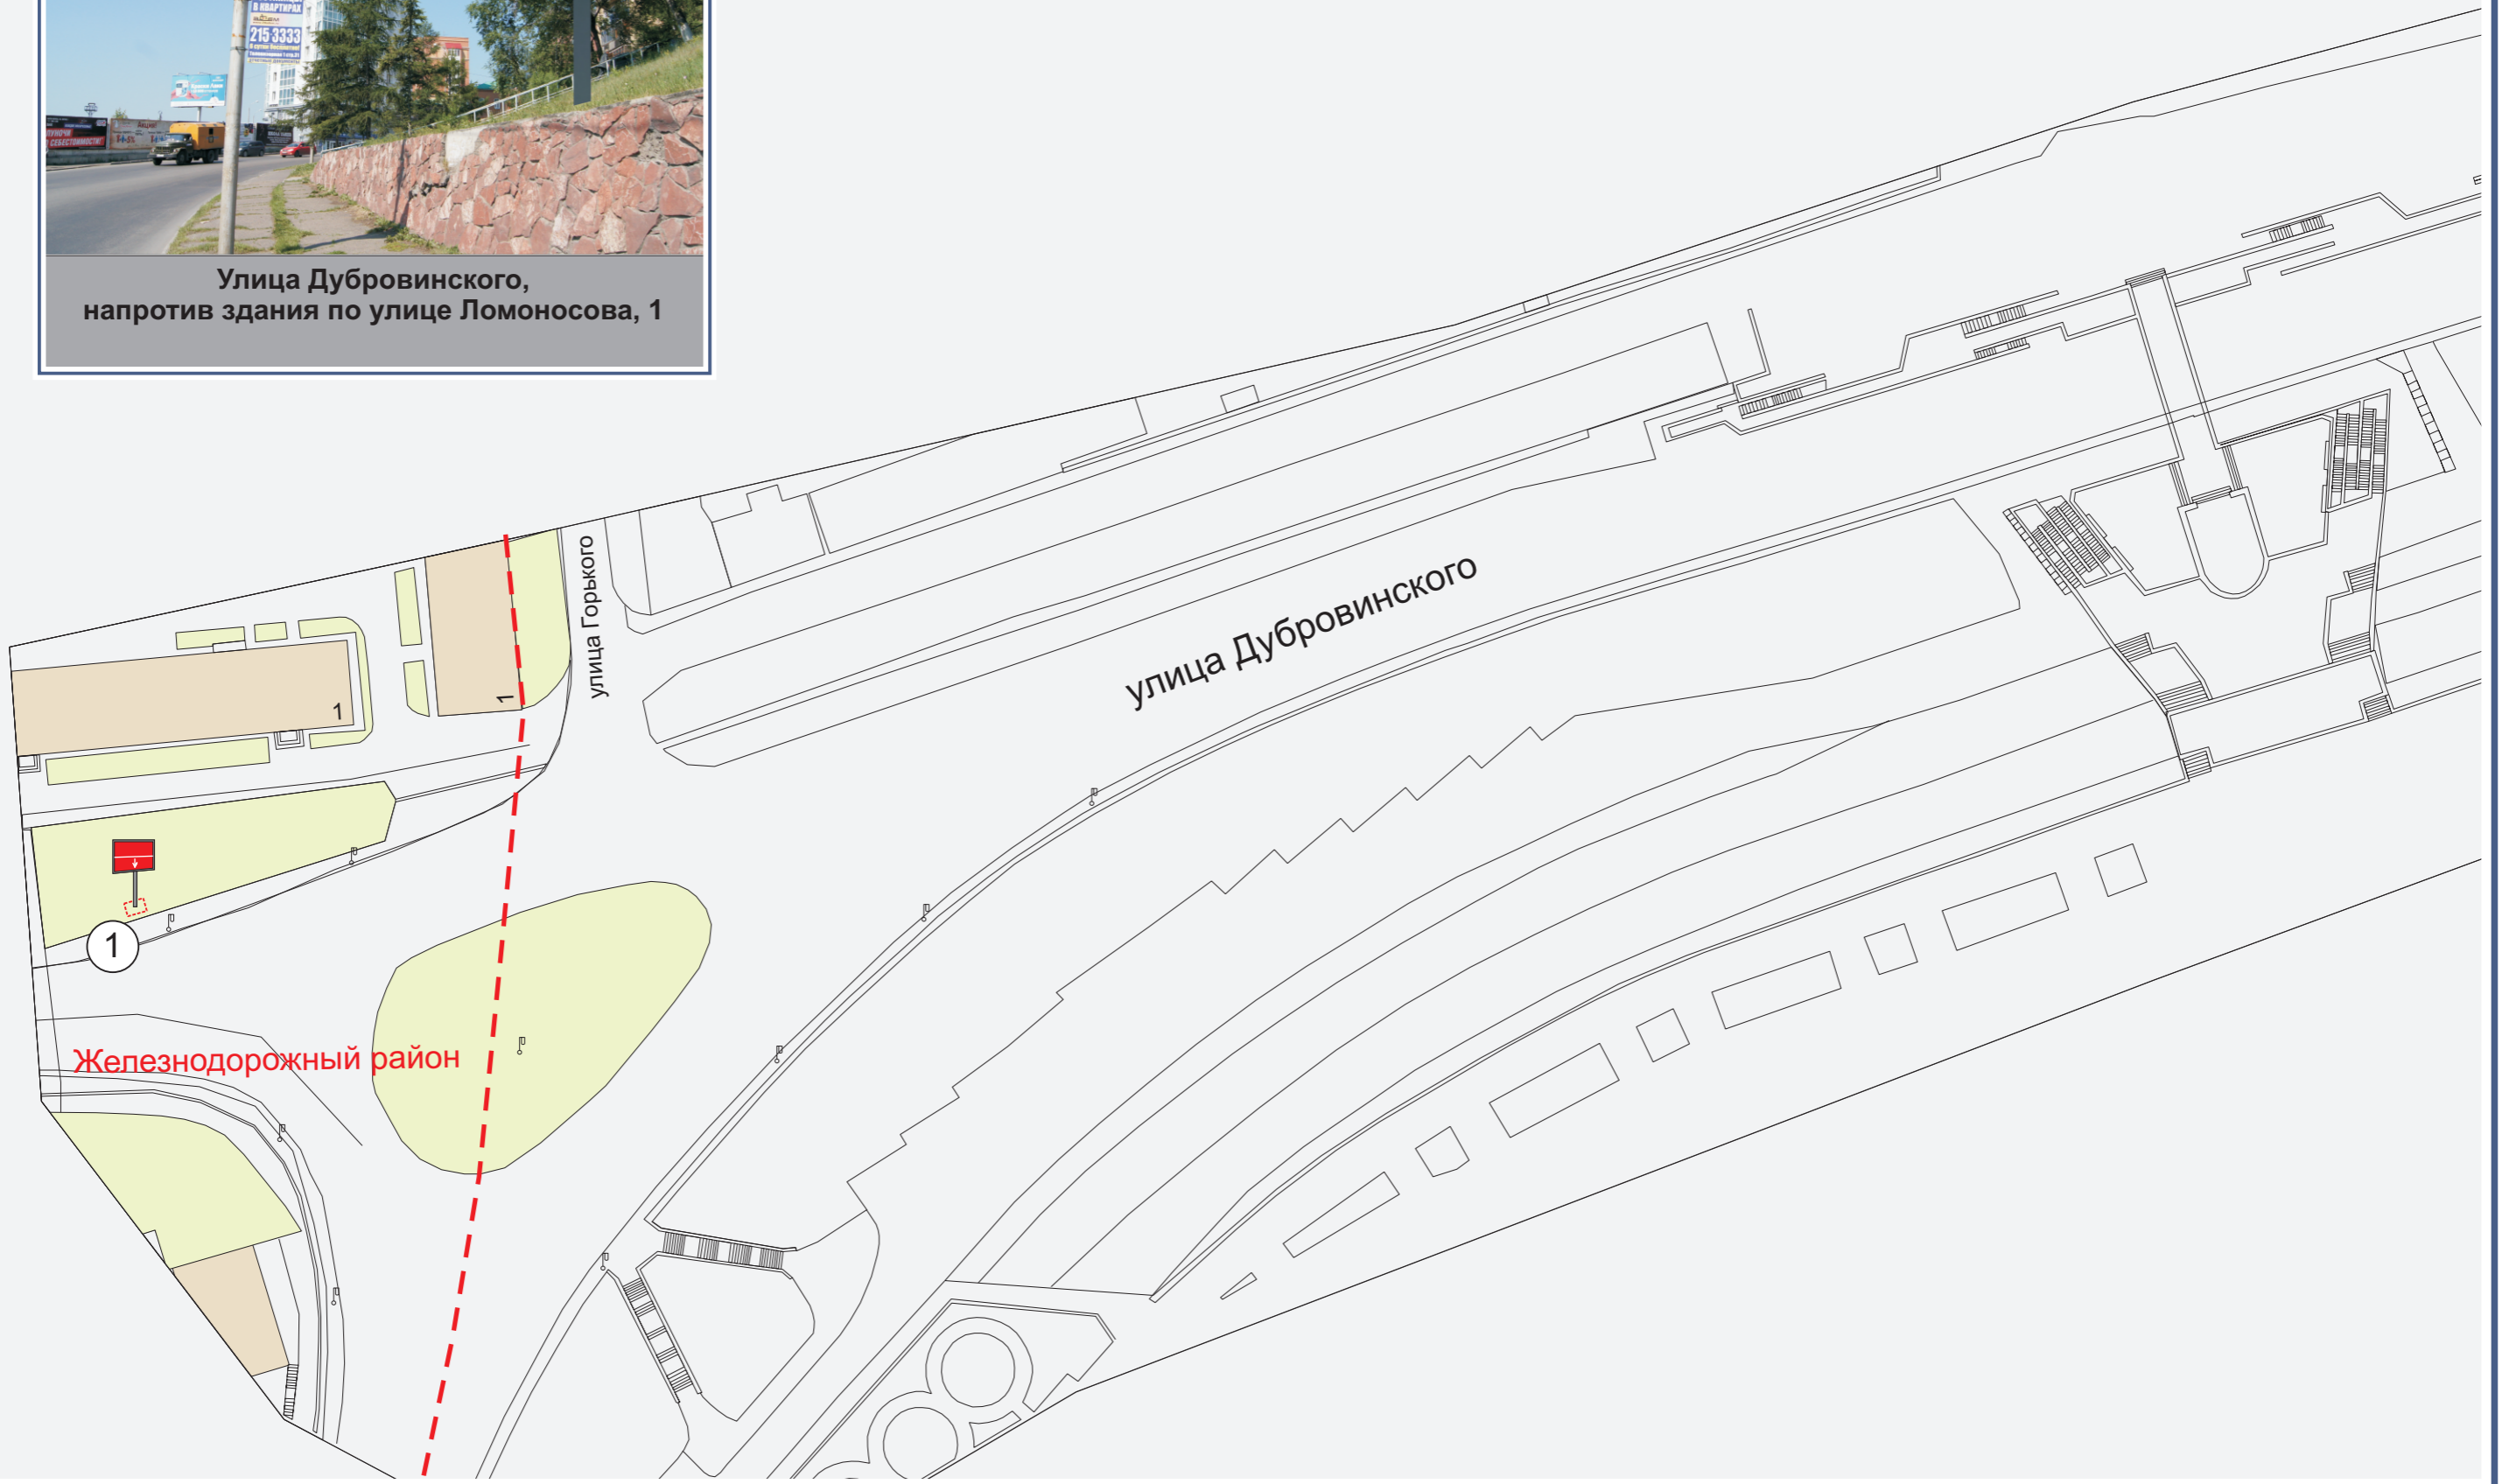 В КВАРТИРАХ
215 3333
Улица Дубровинского,
напротив здания по улице Ломоносова, 1
улица Горького
улица Дубровинского
1
1
1
Железнодорожный район